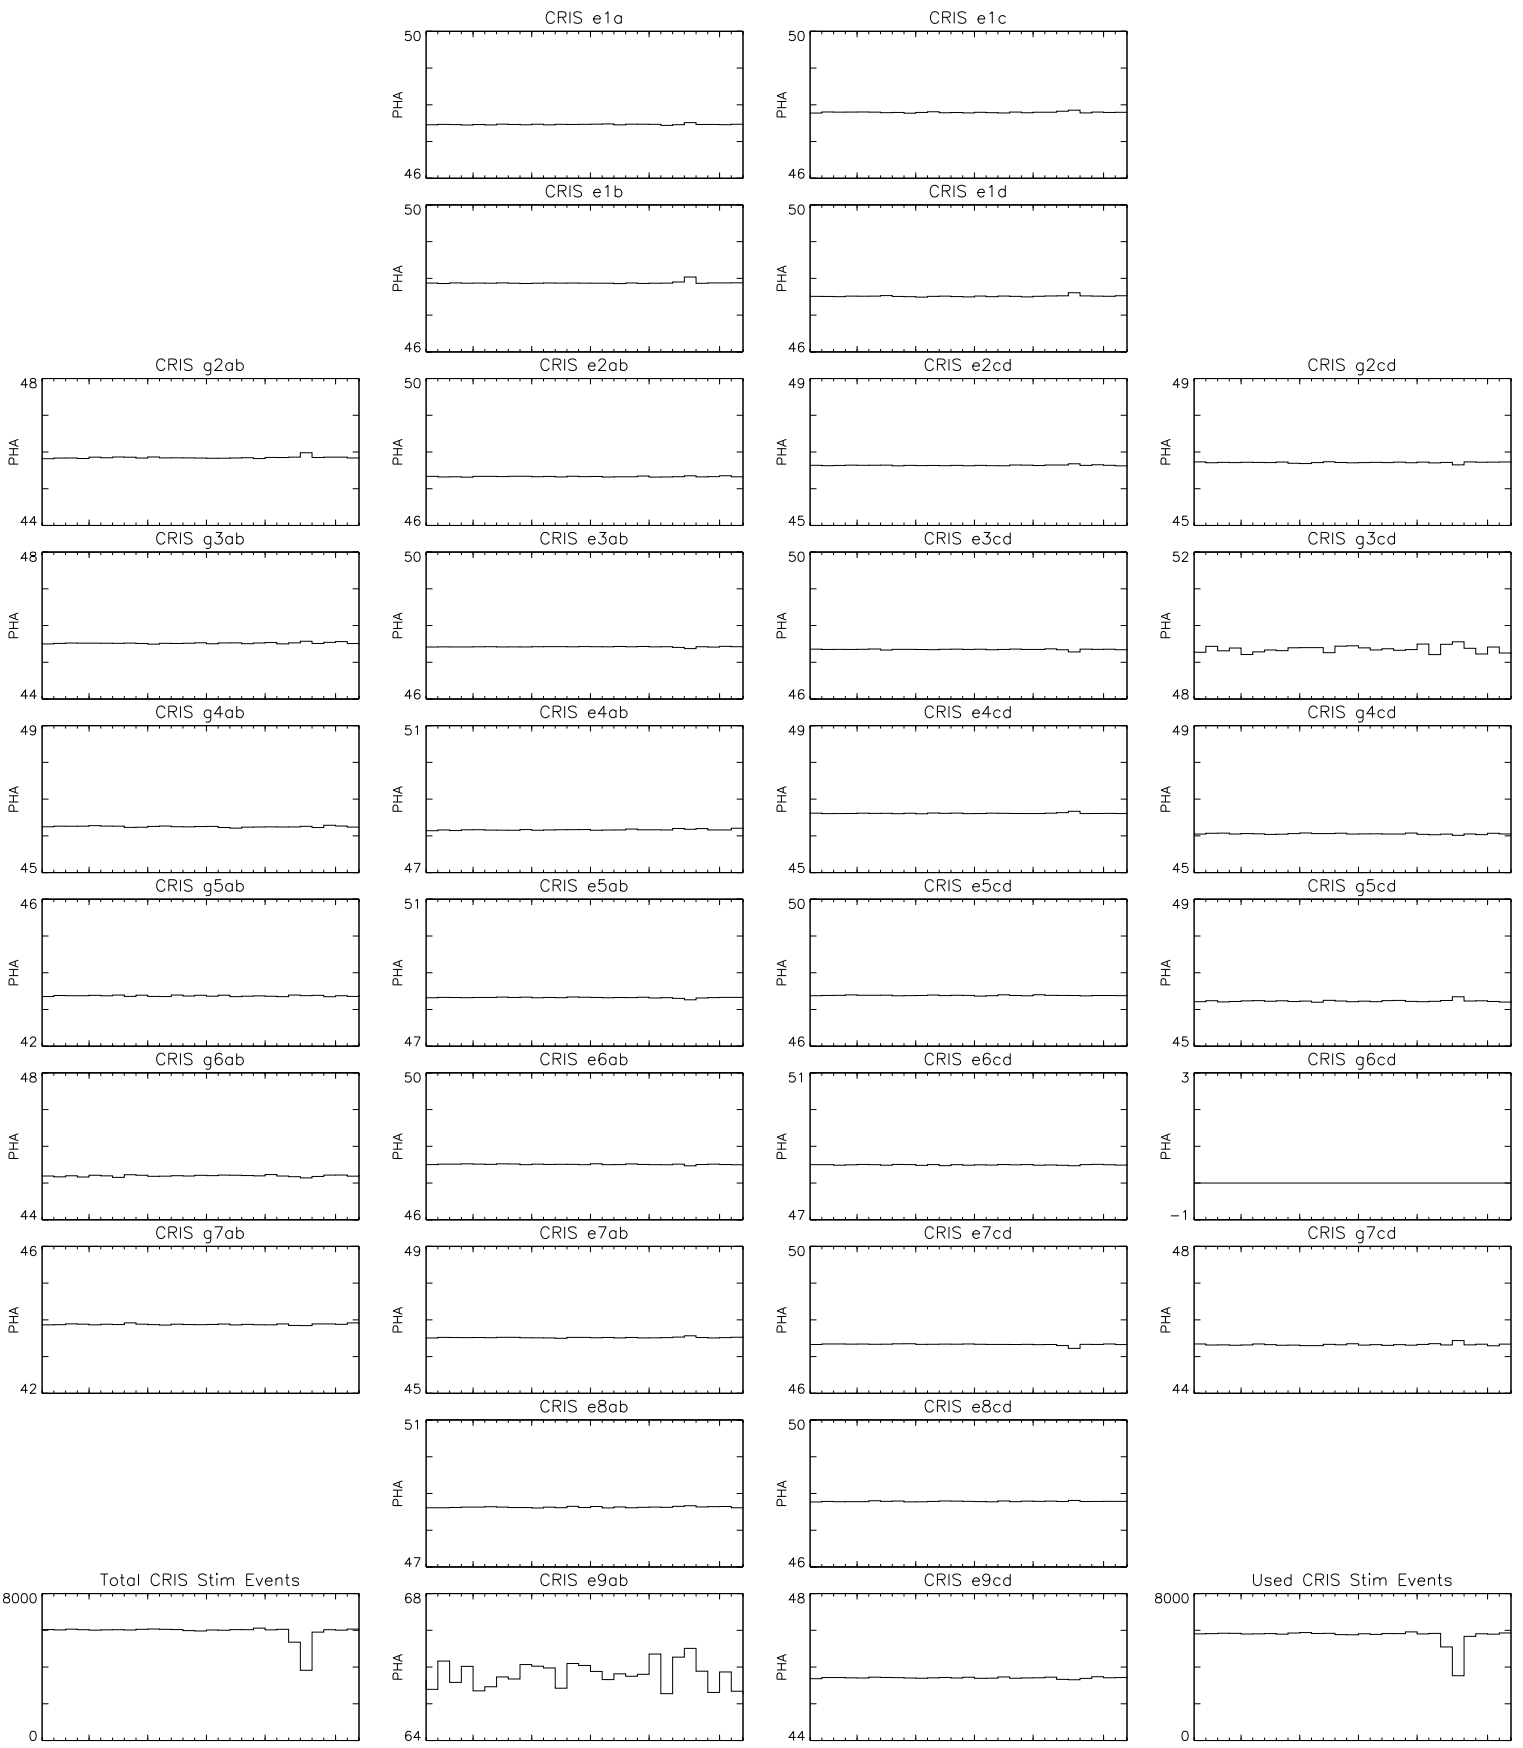 CRIS e1a
50
PHA
46
CRIS e1c
50
PHA
46
CRIS e1b
50
PHA
46
CRIS e1d
50
PHA
46
CRIS g2ab
48
PHA
44
CRIS e2ab
50
PHA
46
CRIS e2cd
49
PHA
45
CRIS g2cd
49
PHA
45
CRIS g3ab
48
PHA
44
CRIS e3ab
50
PHA
46
CRIS e3cd
50
PHA
46
CRIS g3cd
52
PHA
48
CRIS g4ab
49
PHA
45
CRIS e4ab
51
PHA
47
CRIS e4cd
49
PHA
45
CRIS g4cd
49
PHA
45
CRIS g5ab
46
PHA
42
CRIS e5ab
51
PHA
47
CRIS e5cd
50
PHA
46
CRIS g5cd
49
PHA
45
CRIS g6ab
48
PHA
44
CRIS e6ab
50
PHA
46
CRIS e6cd
51
PHA
47
CRIS g6cd
3
PHA
-1
CRIS g7ab
46
PHA
42
CRIS e7ab
49
PHA
45
CRIS e7cd
50
PHA
46
CRIS g7cd
48
PHA
44
CRIS e8ab
51
PHA
47
CRIS e8cd
50
PHA
46
Total CRIS Stim Events
8000
0
CRIS e9ab
68
PHA
64
CRIS e9cd
48
PHA
44
Used CRIS Stim Events
8000
0